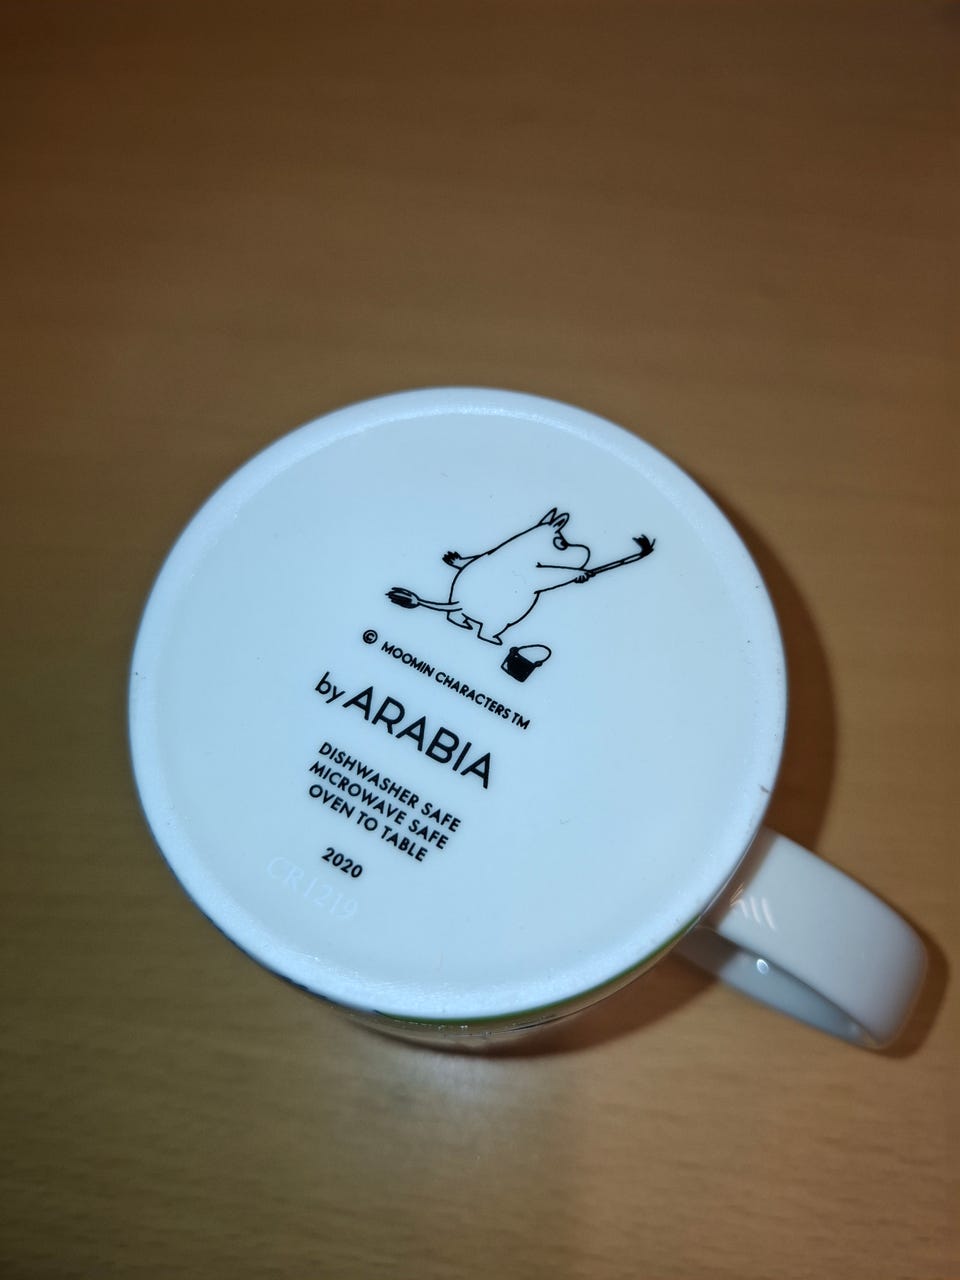 © MOOMIN CHARACTERS TM
by ARABIA
DISHWASHER SAFE
MICROWAVE SAFE
OVEN TO TABLE
2020
CR1219